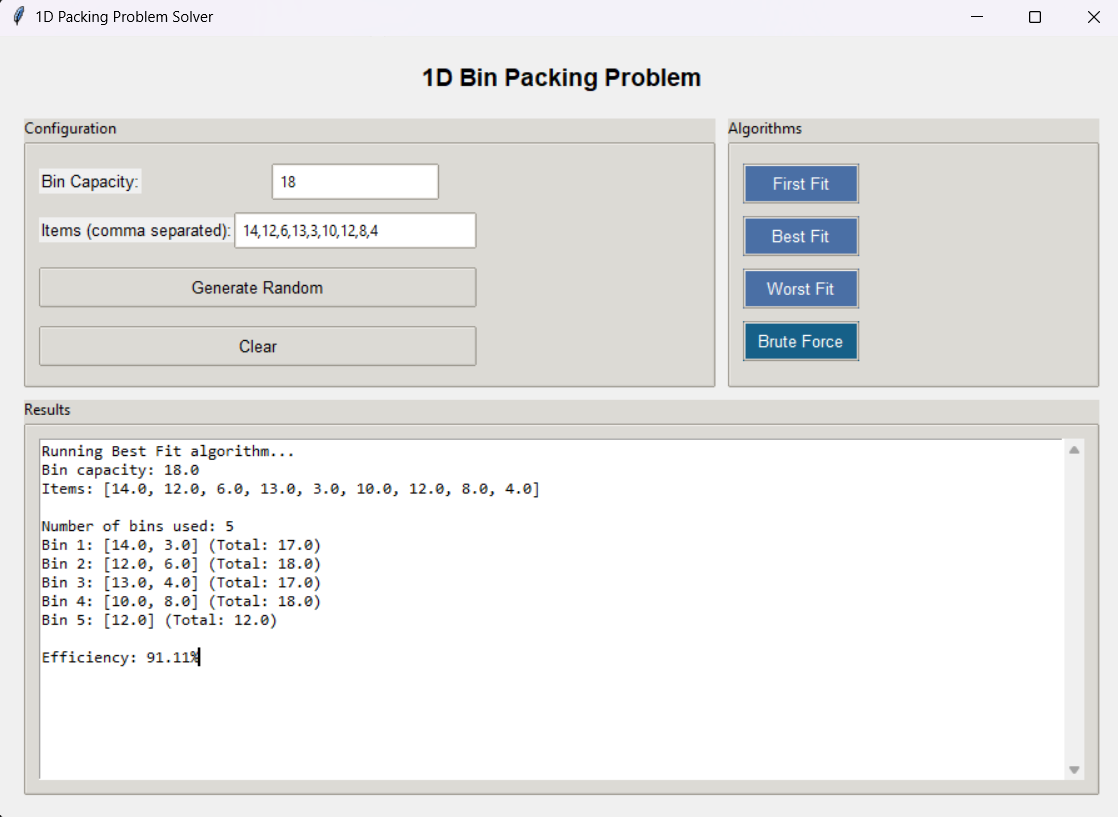 1D Packing Problem Solver
1D Bin Packing Problem
Configuration
Bin Capacity:
18
Items (comma separated):
14,12,6,13,3,10,12,8,4
Generate Random
Clear
Algorithms
First Fit
Best Fit
Worst Fit
Brute Force
Results
Running Best Fit algorithm...
Bin capacity: 18.0
Items: [14.0, 12.0, 6.0, 13.0, 3.0, 10.0, 12.0, 8.0, 4.0]
Number of bins used: 5
Bin 1: [14.0, 3.0] (Total: 17.0)
Bin 2: [12.0, 6.0] (Total: 18.0)
Bin 3: [13.0, 4.0] (Total: 17.0)
Bin 4: [10.0, 8.0] (Total: 18.0)
Bin 5: [12.0] (Total: 12.0)
Efficiency: 91.11%